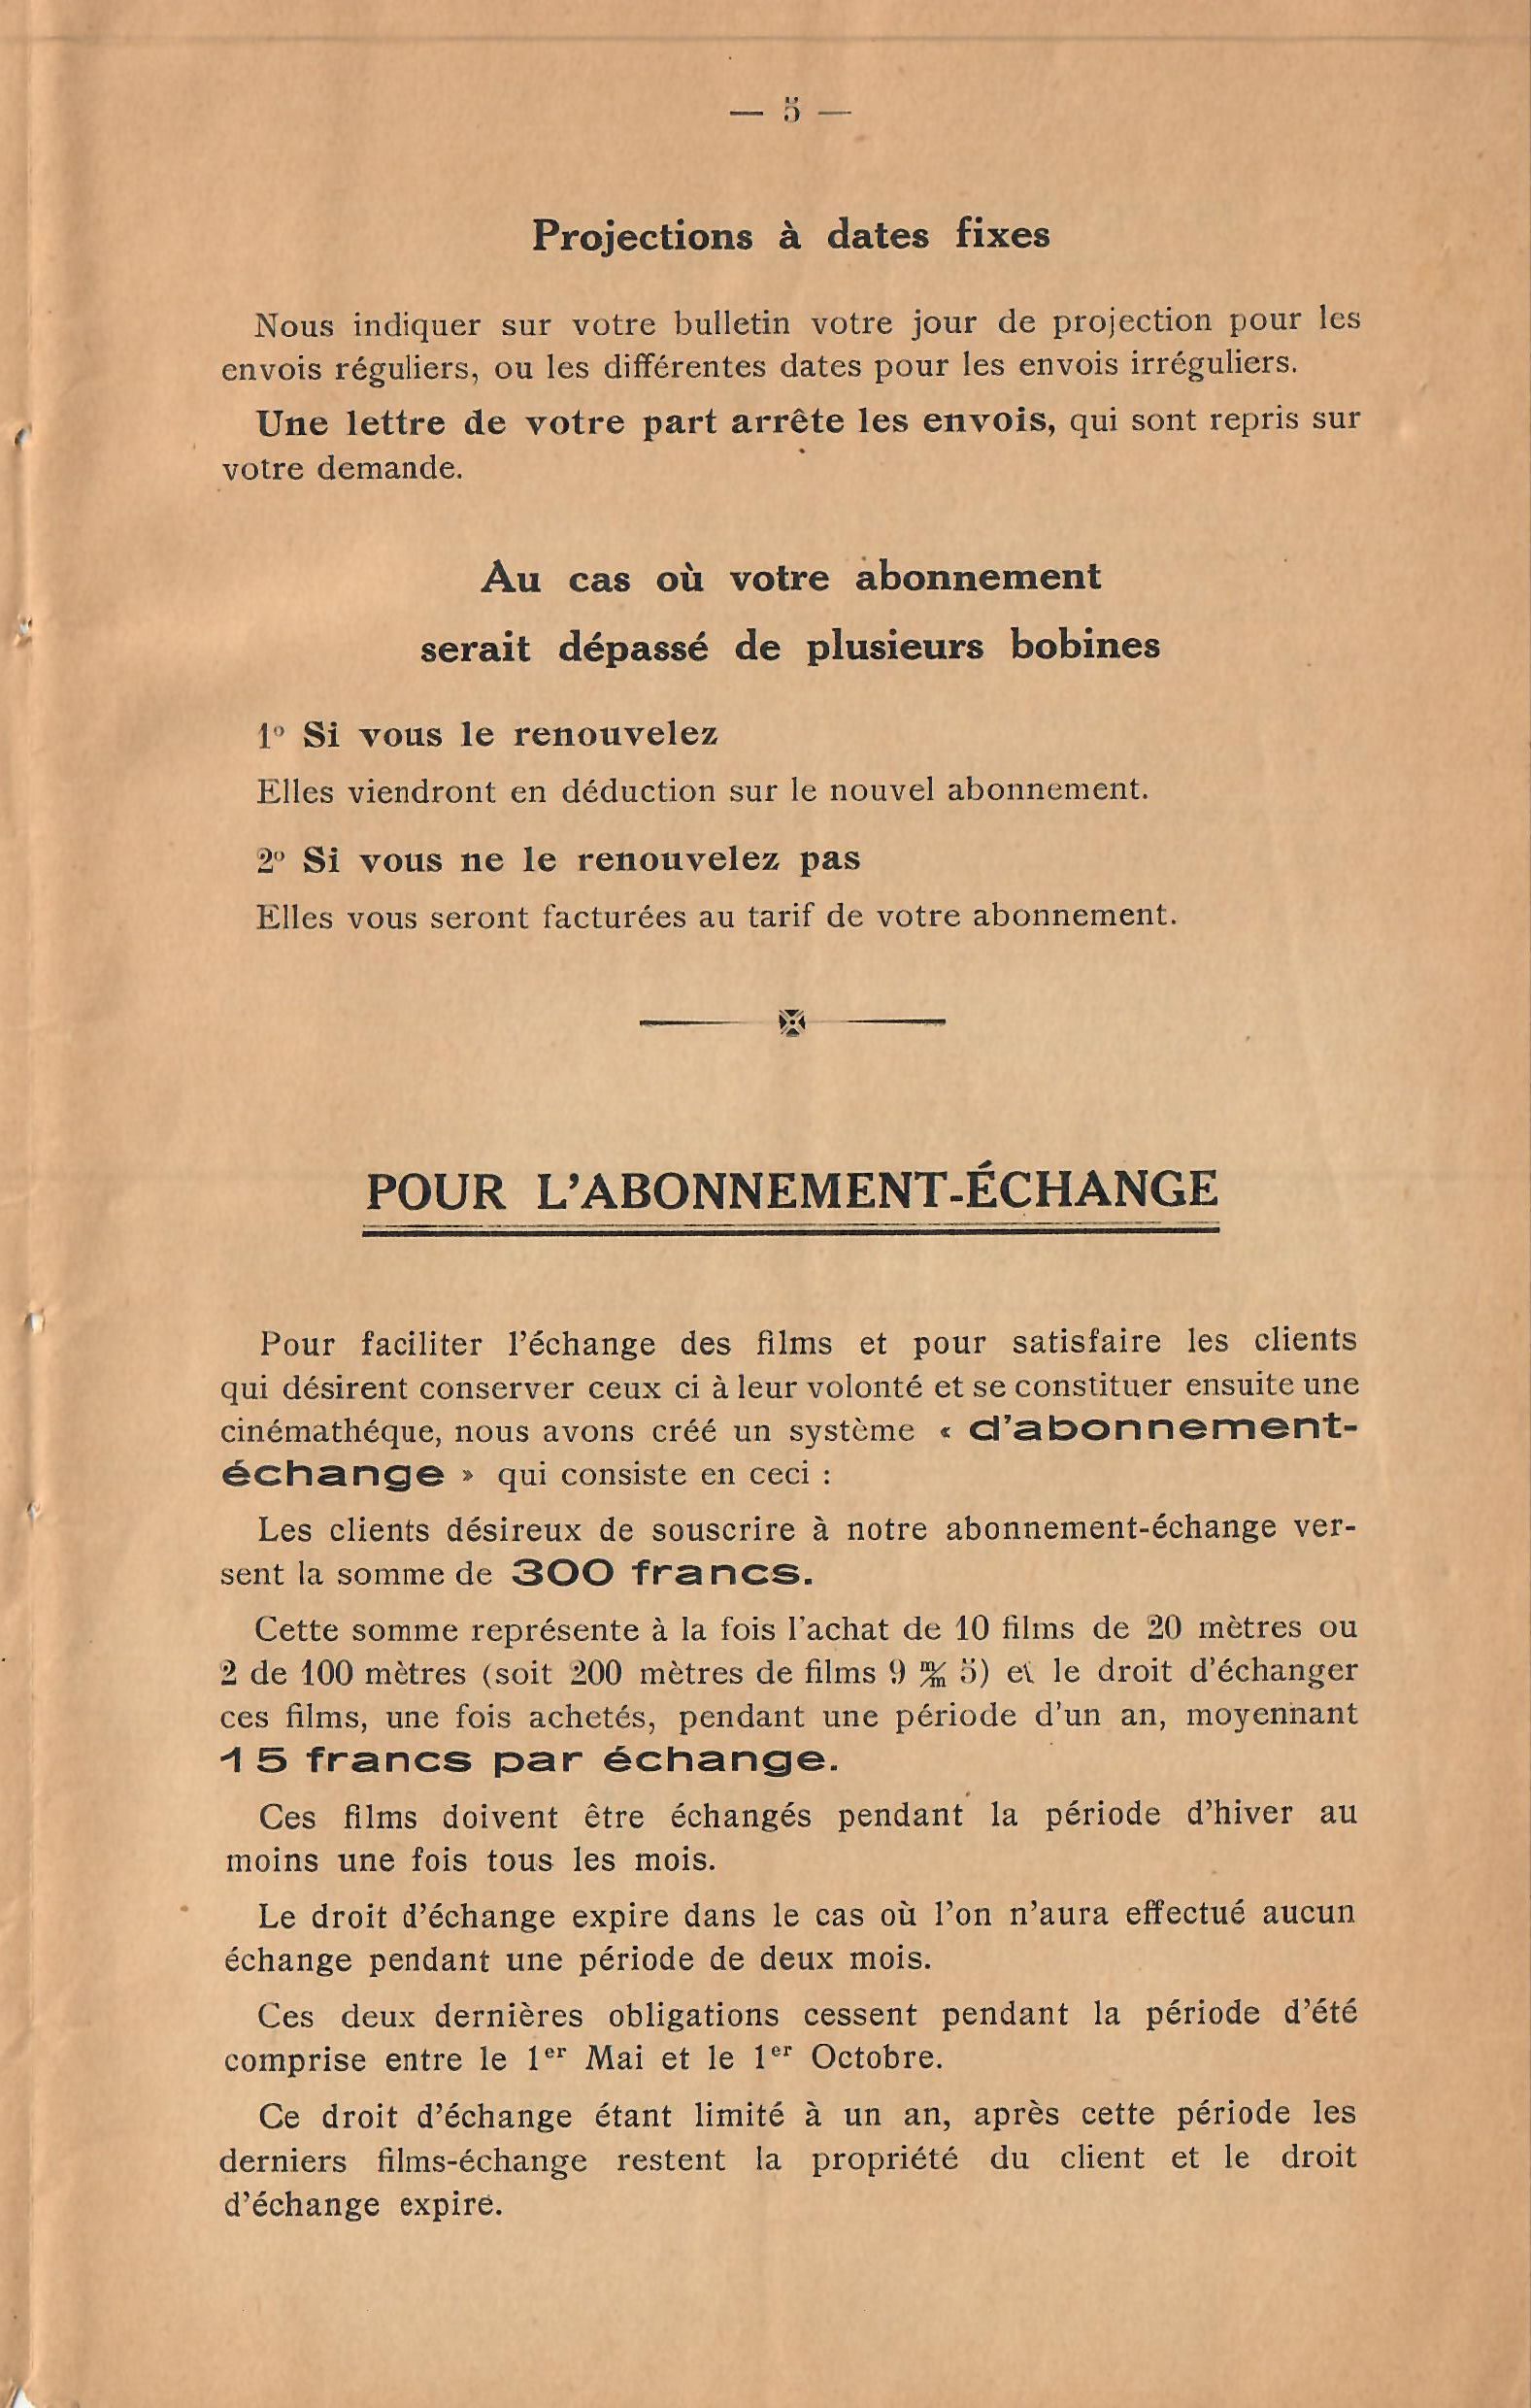 — 5 —
Projections à dates fixes
Nous indiquer sur votre bulletin votre jour de projection pour les
envois réguliers, ou les différentes dates pour les envois irréguliers.
Une lettre de votre part arrête les envois, qui sont repris sur
votre demande.
Au cas où votre abonnement
serait dépassé de plusieurs bobines
1º Si vous le renouvelez
Elles viendront en déduction sur le nouvel abonnement.
2º Si vous ne le renouvelez pas
Elles vous seront facturées au tarif de votre abonnement.
POUR L'ABONNEMENT-ÉCHANGE
Pour faciliter l'échange des films et pour satisfaire les clients
qui désirent conserver ceux ci à leur volonté et se constituer ensuite une
cinémathéque, nous avons créé un système « d'abonnement-
échange » qui consiste en ceci :
Les clients désireux de souscrire à notre abonnement-échange ver-
sent la somme de 300 francs.
Cette somme représente à la fois l'achat de 10 films de 20 mètres ou
2 de 100 mètres (soit 200 mètres de films 9 m/m 5) et le droit d'échanger
ces films, une fois achetés, pendant une période d'un an, moyennant
15 francs par échange.
Ces films doivent être échangés pendant la période d'hiver au
moins une fois tous les mois.
Le droit d'échange expire dans le cas où l'on n'aura effectué aucun
échange pendant une période de deux mois.
Ces deux dernières obligations cessent pendant la période d'été
comprise entre le 1er Mai et le 1er Octobre.
Ce droit d'échange étant limité à un an, après cette période les
derniers films-échange restent la propriété du client et le droit
d'échange expire.